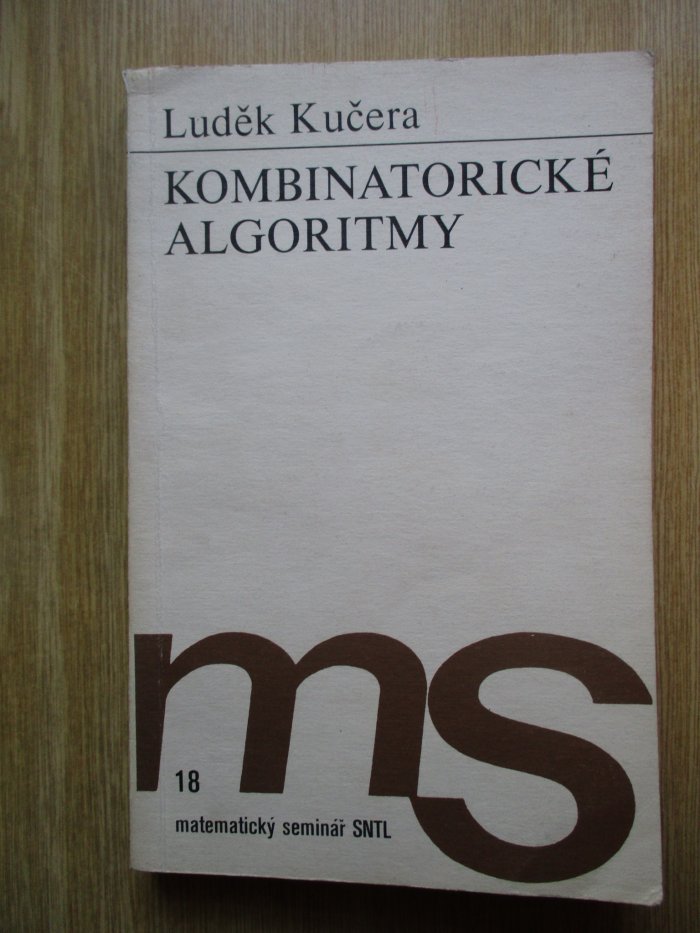 Luděk Kučera
KOMBINATORICKÉ
ALGORITMY
ms
18
matematický seminář SNTL